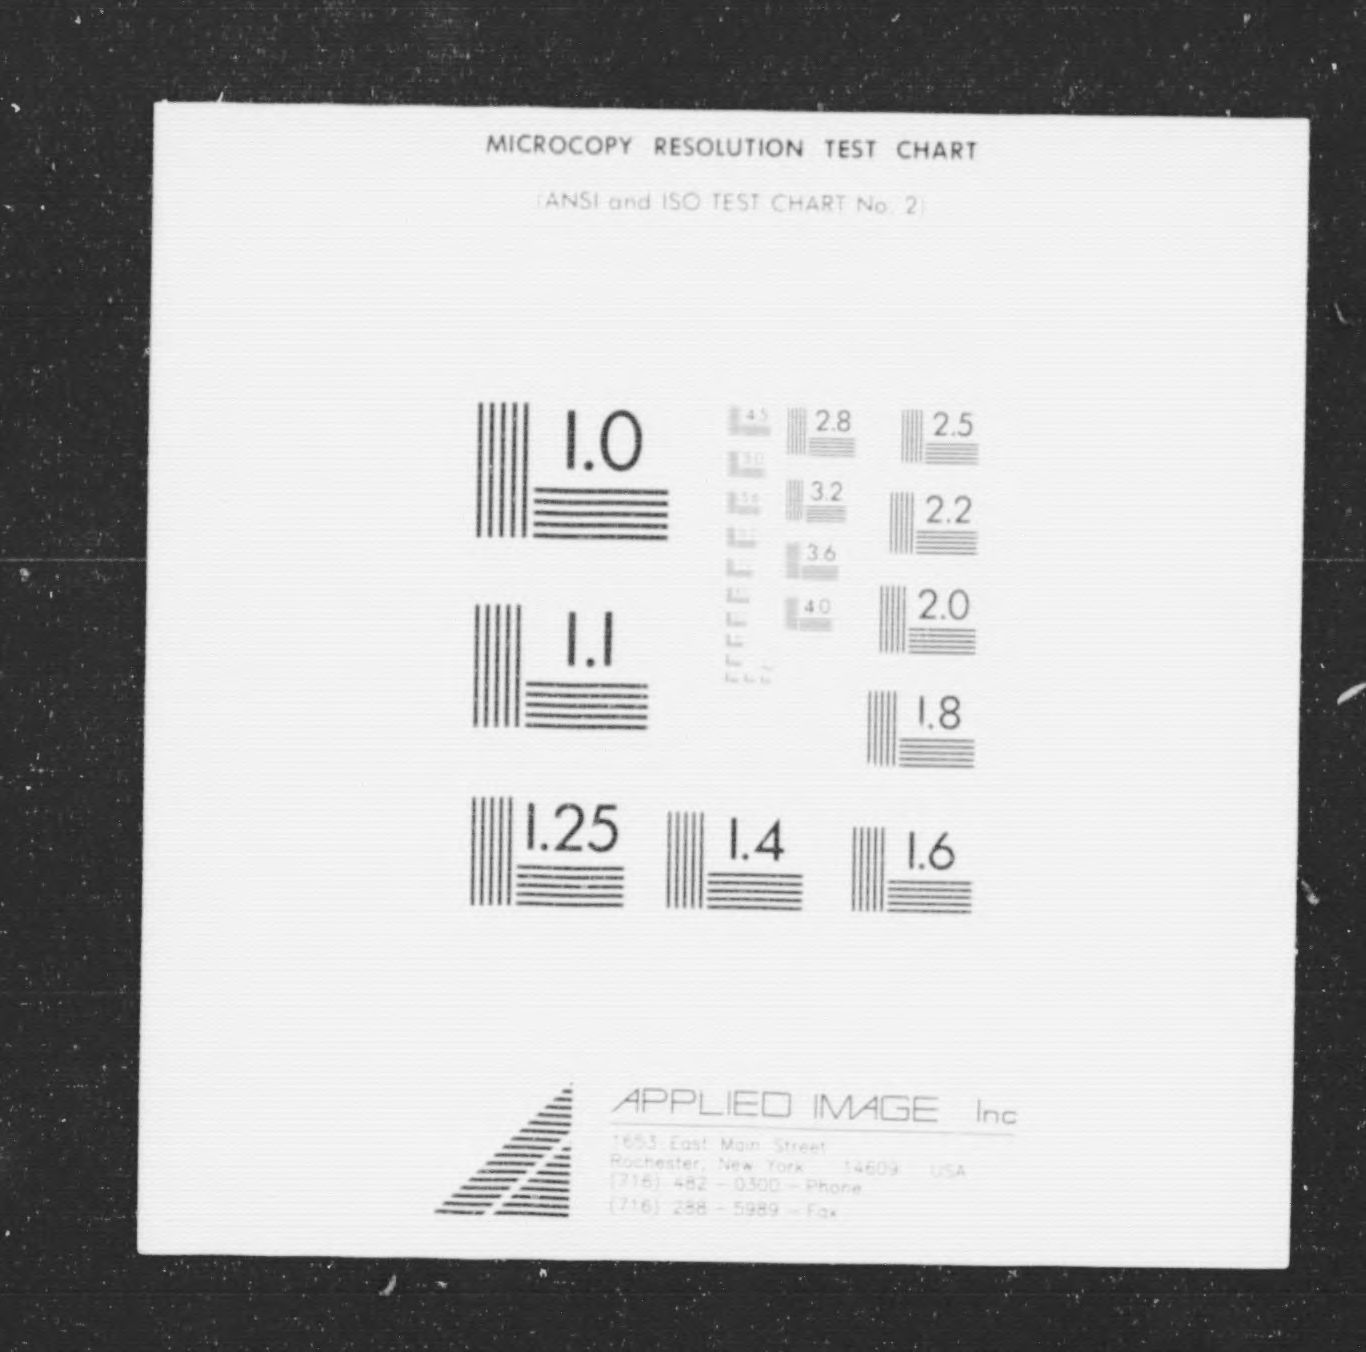 MICROCOPY RESOLUTION TEST CHART
(ANSI and ISO TEST CHART No. 2)
1.0
1.1
1.25
1.4
1.6
1.8
2.0
2.2
2.5
2.8
3.2
3.6
4.0
4.5
APPLIED IMAGE Inc
1653 East Main Street
Rochester, New York 14609 USA
(716) 482 - 0300 - Phone
(716) 288 - 5989 - Fax